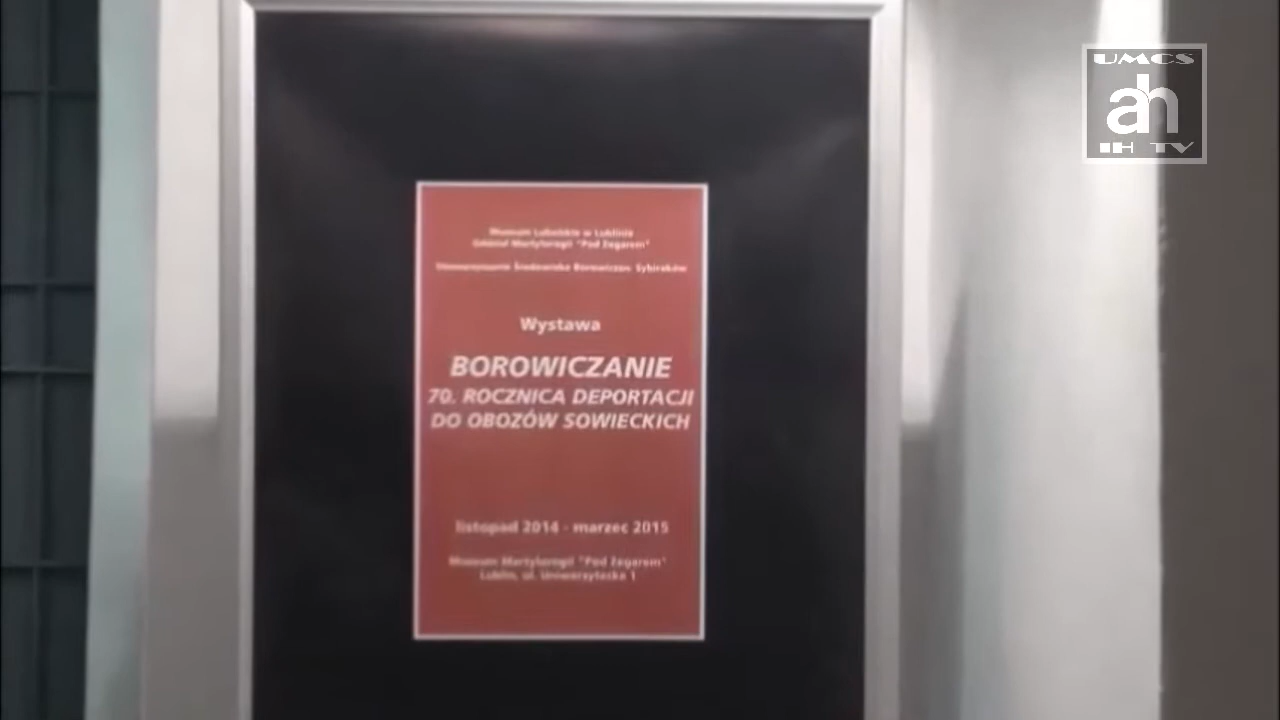 UMCS
ah
IH TV
Muzeum Lubelskie w Lublinie
Oddział Martyrologii "Pod Zegarem"
Stowarzyszenie Środowisko Borowiczan Sybiraków
Wystawa
BOROWICZANIE
70. ROCZNICA DEPORTACJI
DO OBOZÓW SOWIECKICH
listopad 2014 - marzec 2015
Muzeum Martyrologii "Pod Zegarem"
Lublin, ul. Uniwersytecka 1